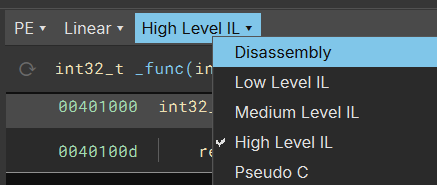 PE Linear High Level IL
Disassembly
int32_t _func(in
Low Level IL
00401000 int32_
Medium Level IL
High Level IL
0040100d re
Pseudo C